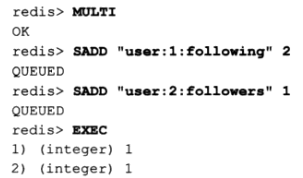 redis> MULTI
OK
redis> SADD "user:1:following" 2
QUEUED
redis> SADD "user:2:followers" 1
QUEUED
redis> EXEC
1) (integer) 1
2) (integer) 1